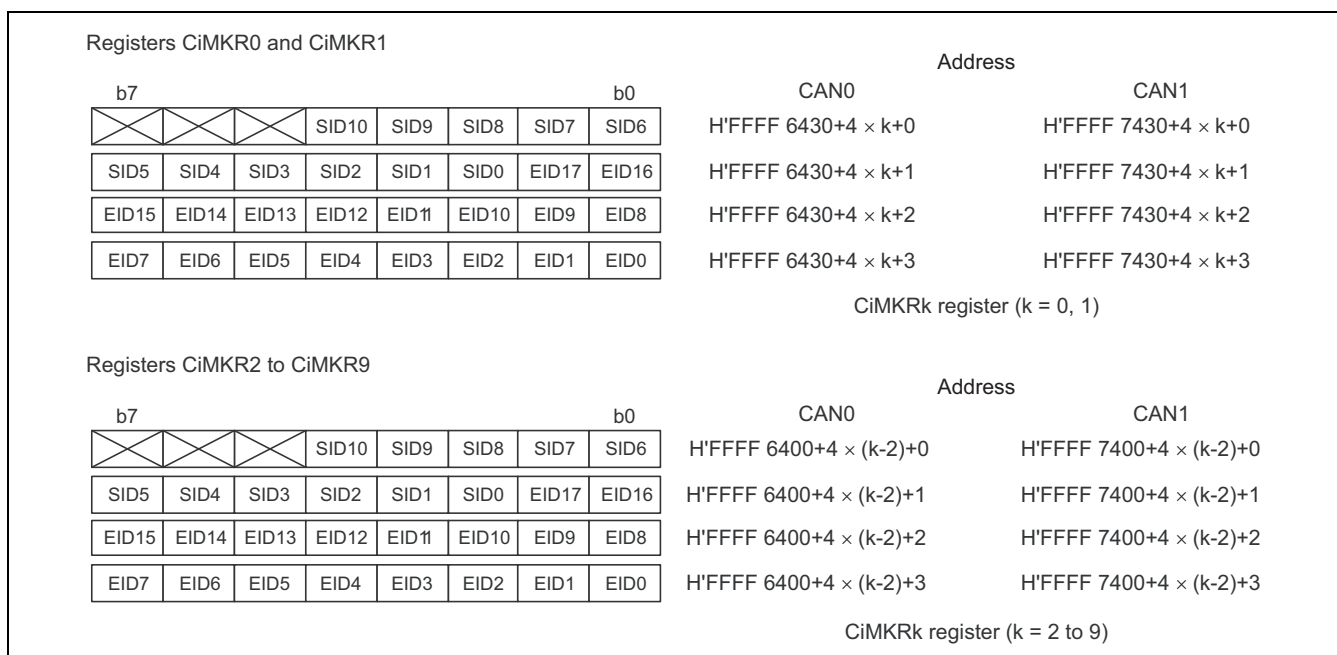 Registers CiMKR0 and CiMKR1
Address
b7 b0 CAN0 CAN1
SID10 SID9 SID8 SID7 SID6 H'FFFF 6430+4 × k+0 H'FFFF 7430+4 × k+0
SID5 SID4 SID3 SID2 SID1 SID0 EID17 EID16 H'FFFF 6430+4 × k+1 H'FFFF 7430+4 × k+1
EID15 EID14 EID13 EID12 EID11 EID10 EID9 EID8 H'FFFF 6430+4 × k+2 H'FFFF 7430+4 × k+2
EID7 EID6 EID5 EID4 EID3 EID2 EID1 EID0 H'FFFF 6430+4 × k+3 H'FFFF 7430+4 × k+3
CiMKRk register (k = 0, 1)
Registers CiMKR2 to CiMKR9
Address
b7 b0 CAN0 CAN1
SID10 SID9 SID8 SID7 SID6 H'FFFF 6400+4 × (k-2)+0 H'FFFF 7400+4 × (k-2)+0
SID5 SID4 SID3 SID2 SID1 SID0 EID17 EID16 H'FFFF 6400+4 × (k-2)+1 H'FFFF 7400+4 × (k-2)+1
EID15 EID14 EID13 EID12 EID11 EID10 EID9 EID8 H'FFFF 6400+4 × (k-2)+2 H'FFFF 7400+4 × (k-2)+2
EID7 EID6 EID5 EID4 EID3 EID2 EID1 EID0 H'FFFF 6400+4 × (k-2)+3 H'FFFF 7400+4 × (k-2)+3
CiMKRk register (k = 2 to 9)